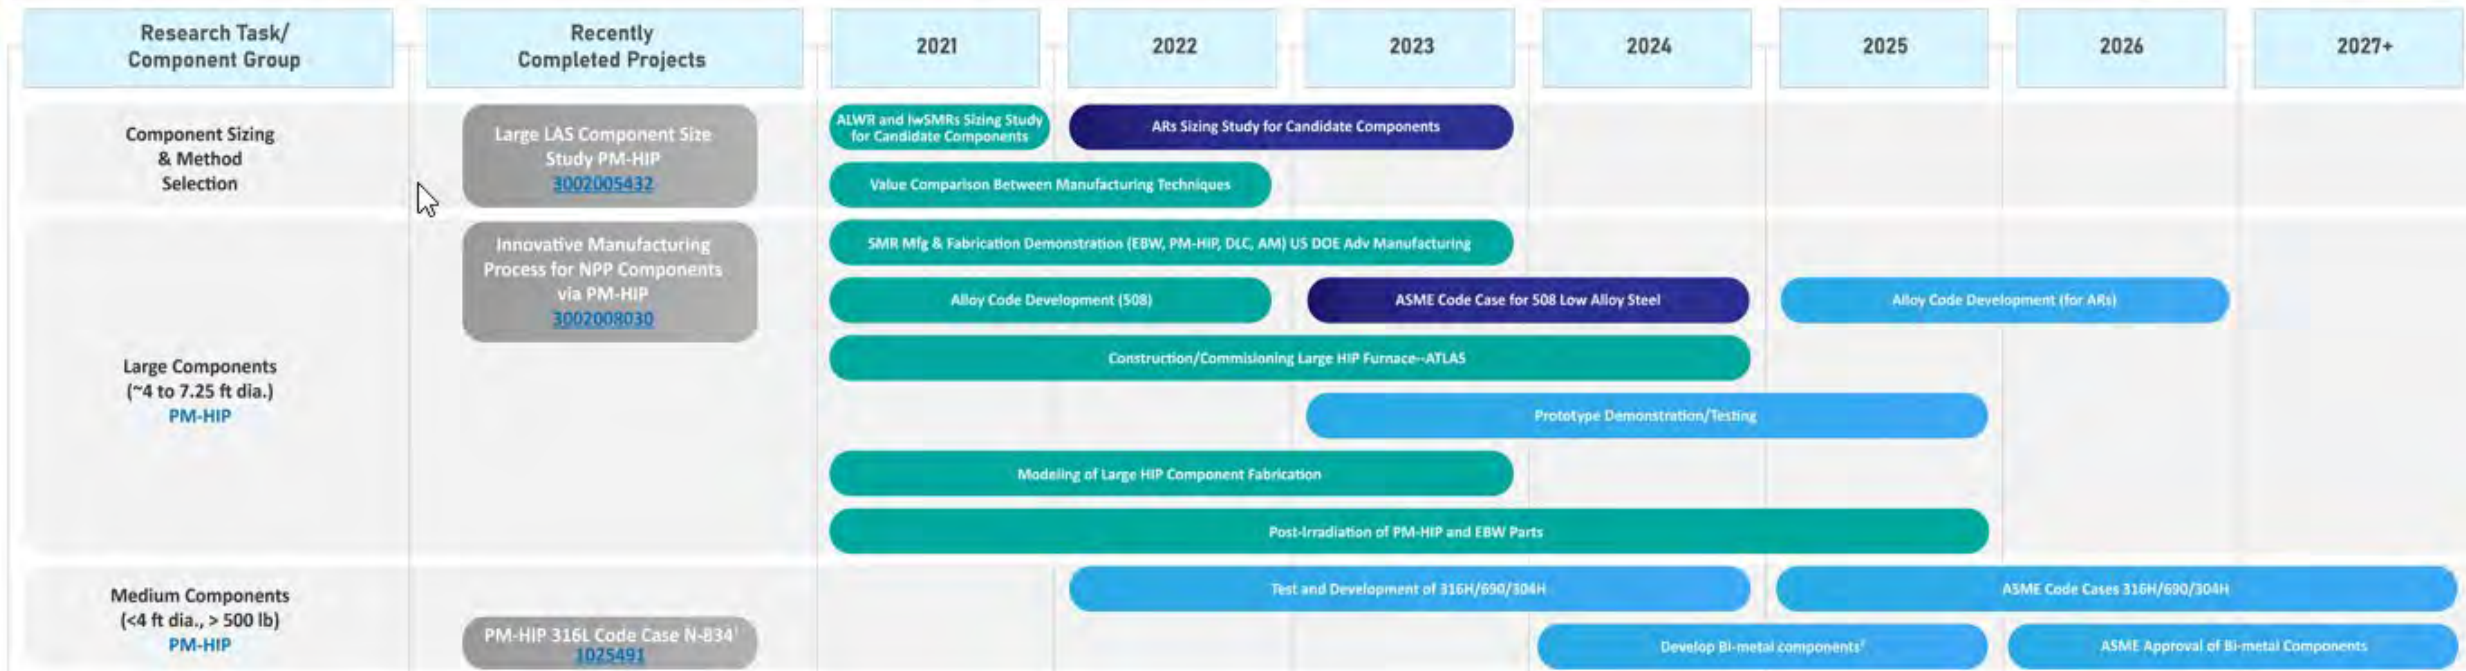 Research Task/
Component Group
Recently
Completed Projects
2021
2022
2023
2024
2025
2026
2027+
Component Sizing
& Method
Selection
Large LAS Component Size
Study PM-HIP
3002005432
ALWR and lwSMRs Sizing Study
for Candidate Components
ARs Sizing Study for Candidate Components
Value Comparison Between Manufacturing Techniques
Large Components
(~4 to 7.25 ft dia.)
PM-HIP
Innovative Manufacturing
Process for NPP Components
via PM-HIP
3002008030
SMR Mfg & Fabrication Demonstration (EBW, PM-HIP, DLC, AM) US DOE Adv Manufacturing
Alloy Code Development (508)
ASME Code Case for 508 Low Alloy Steel
Alloy Code Development (for ARs)
Construction/Commisioning Large HIP Furnace--ATLAS
Prototype Demonstration/Testing
Modeling of Large HIP Component Fabrication
Post-Irradiation of PM-HIP and EBW Parts
Medium Components
(<4 ft dia., > 500 lb)
PM-HIP
PM-HIP 316L Code Case N-834¹
1025491
Test and Development of 316H/690/304H
ASME Code Cases 316H/690/304H
Develop Bi-metal components²
ASME Approval of Bi-metal Components